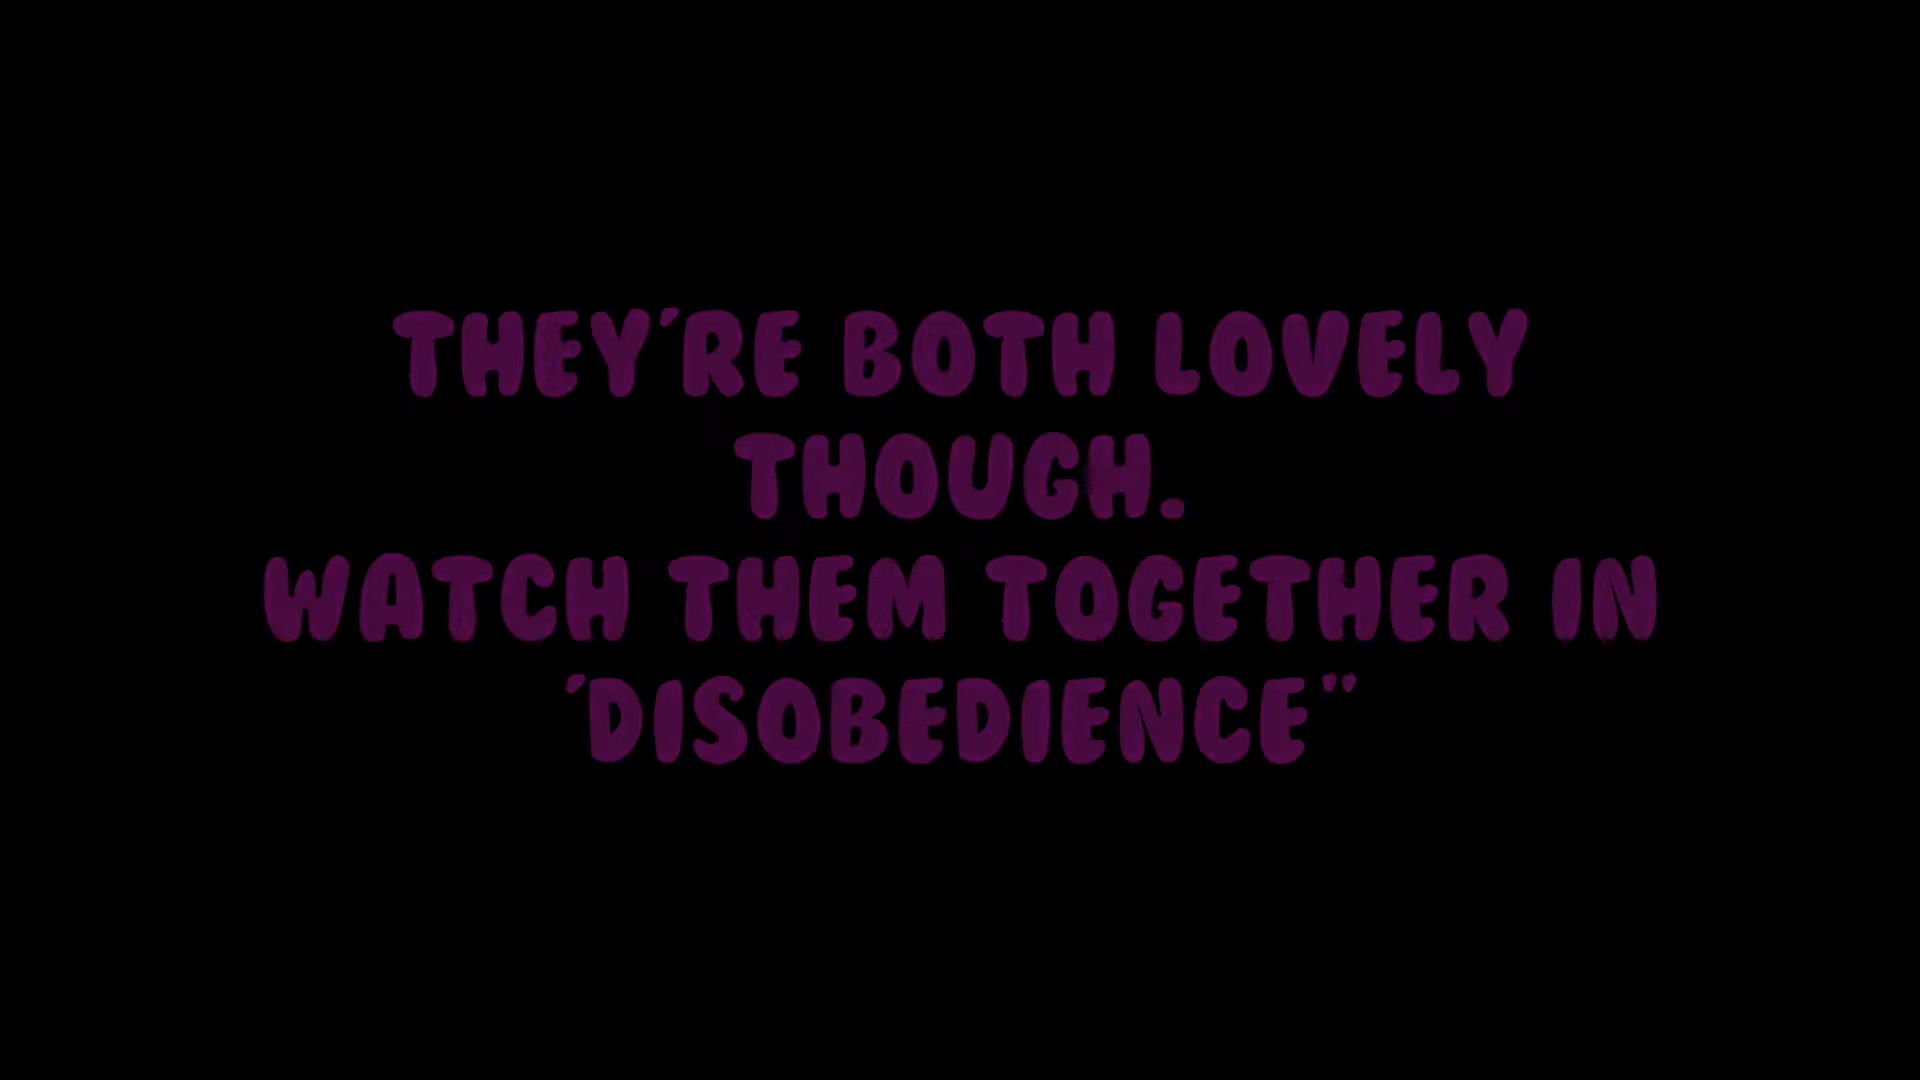 THEY'RE BOTH LOVELY
THOUGH.
WATCH THEM TOGETHER IN
'DISOBEDIENCE"